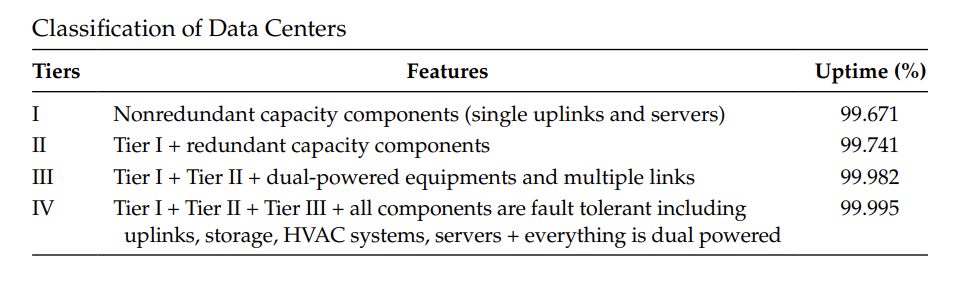 Classification of Data Centers
Tiers Features Uptime (%)
I Nonredundant capacity components (single uplinks and servers) 99.671
II Tier I + redundant capacity components 99.741
III Tier I + Tier II + dual-powered equipments and multiple links 99.982
IV Tier I + Tier II + Tier III + all components are fault tolerant including 99.995
uplinks, storage, HVAC systems, servers + everything is dual powered